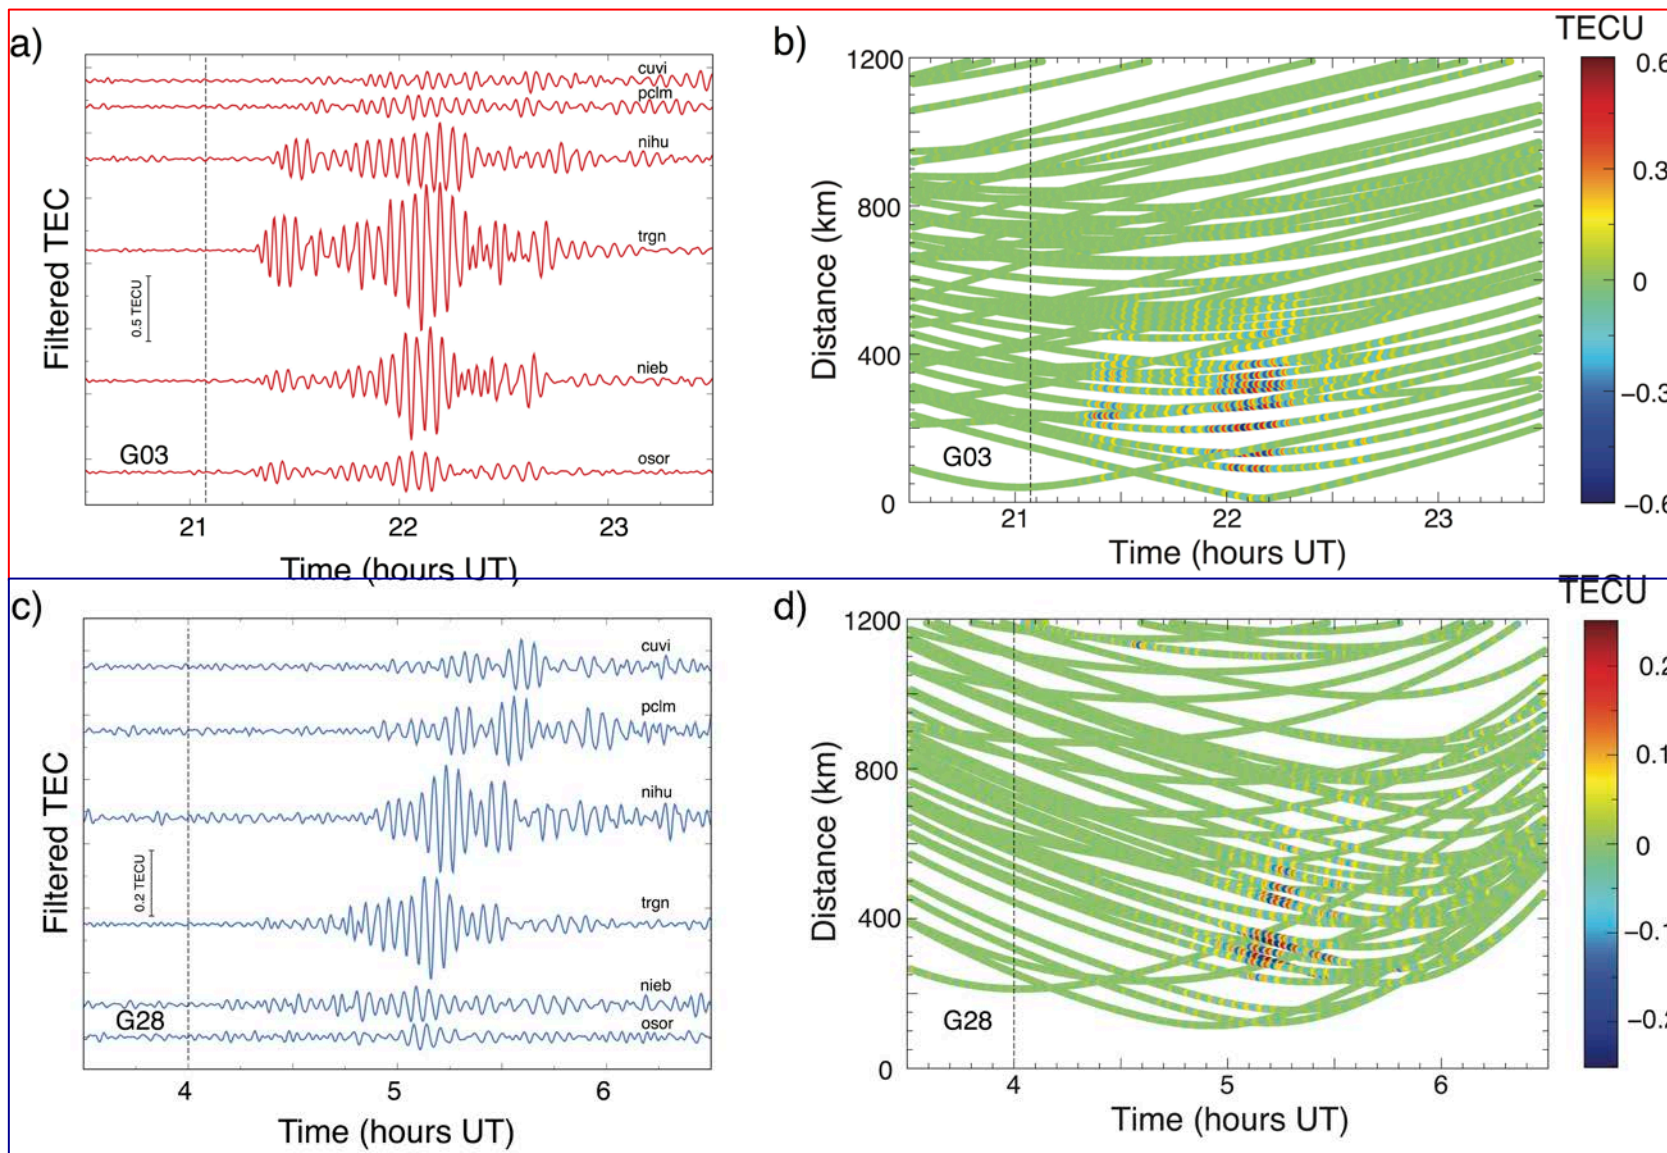 a)
cuvi
pclm
nihu
trgn
nieb
osor
0.5 TECU
G03
Filtered TEC
21
22
23
Time (hours UT)
b)
TECU
1200
800
400
0
Distance (km)
G03
21
22
23
Time (hours UT)
0.6
0.3
0
−0.3
−0.6
c)
cuvi
pclm
nihu
trgn
nieb
osor
0.2 TECU
G28
Filtered TEC
4
5
6
Time (hours UT)
d)
TECU
1200
800
400
0
Distance (km)
G28
4
5
6
Time (hours UT)
0.2
0.1
0
−0.1
−0.2